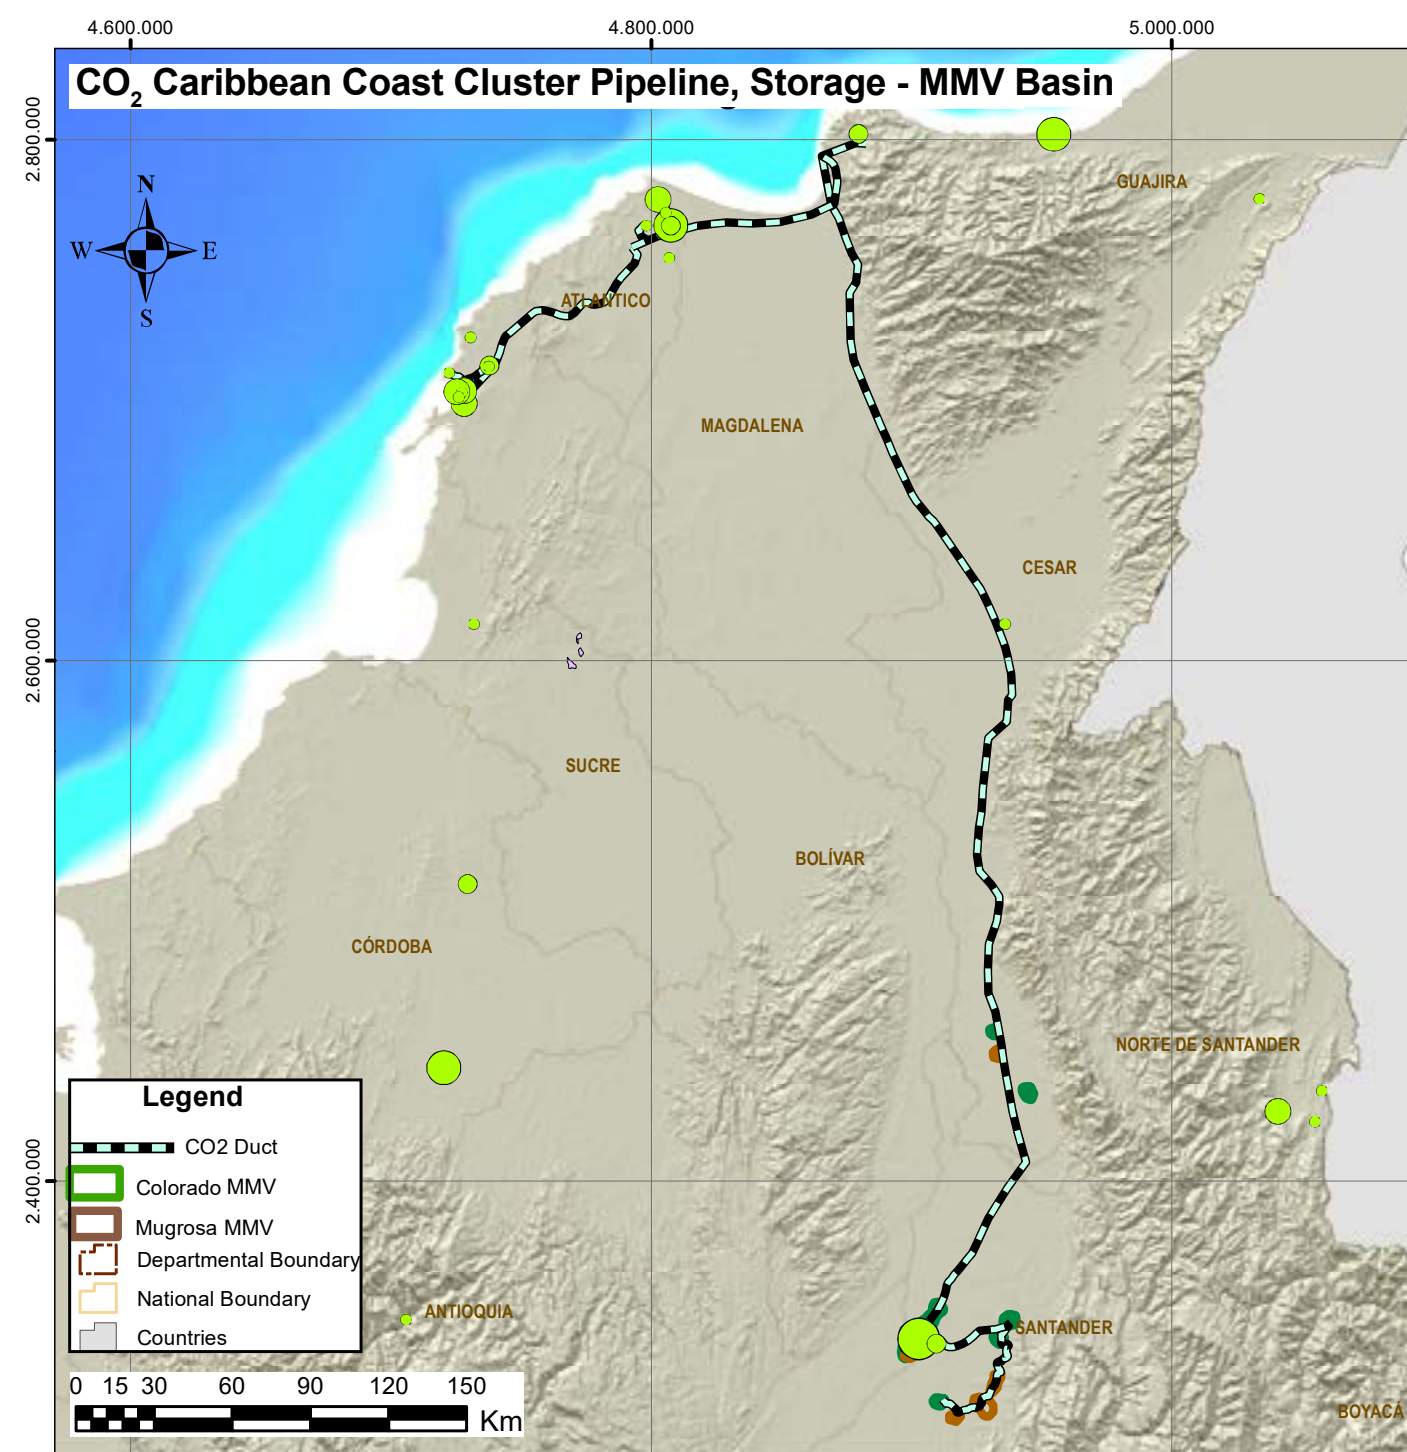 4.600.000 4.800.000 5.000.000
CO2 Caribbean Coast Cluster Pipeline, Storage - MMV Basin
2.800.000
GUAJIRA
N
W E
S
ATLANTICO
MAGDALENA
CESAR
2.600.000
SUCRE
BOLÍVAR
CÓRDOBA
NORTE DE SANTANDER
2.400.000
Legend
CO2 Duct
Colorado MMV
Mugrosa MMV
Departmental Boundary
National Boundary
Countries
ANTIOQUIA
SANTANDER
0 15 30 60 90 120 150
Km
BOYACÁ